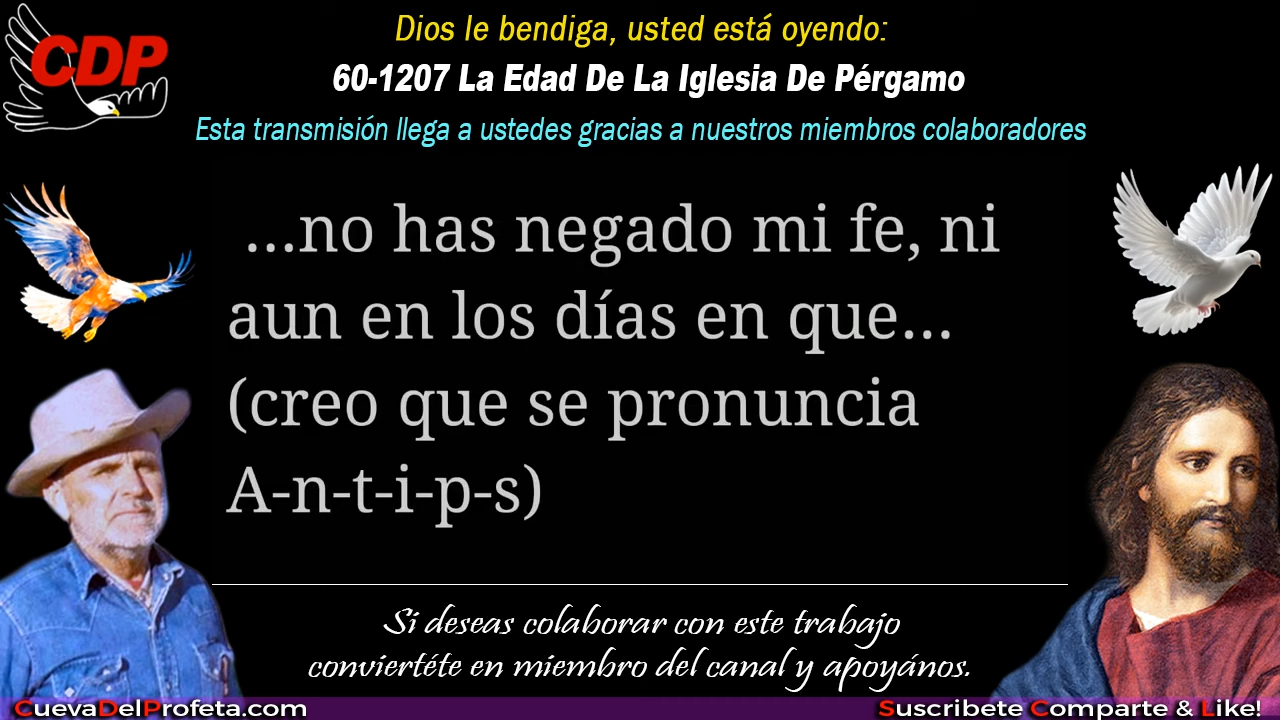 CDP
Dios le bendiga, usted está oyendo:
60-1207 La Edad De La Iglesia De Pérgamo
Esta transmisión llega a ustedes gracias a nuestros miembros colaboradores
...no has negado mi fe, ni
aun en los días en que...
(creo que se pronuncia
A-n-t-i-p-s)
Si deseas colaborar con este trabajo
conviertéte en miembro del canal y apoyános.
CuevaDelProfeta.com
Suscribete Comparte & Like!